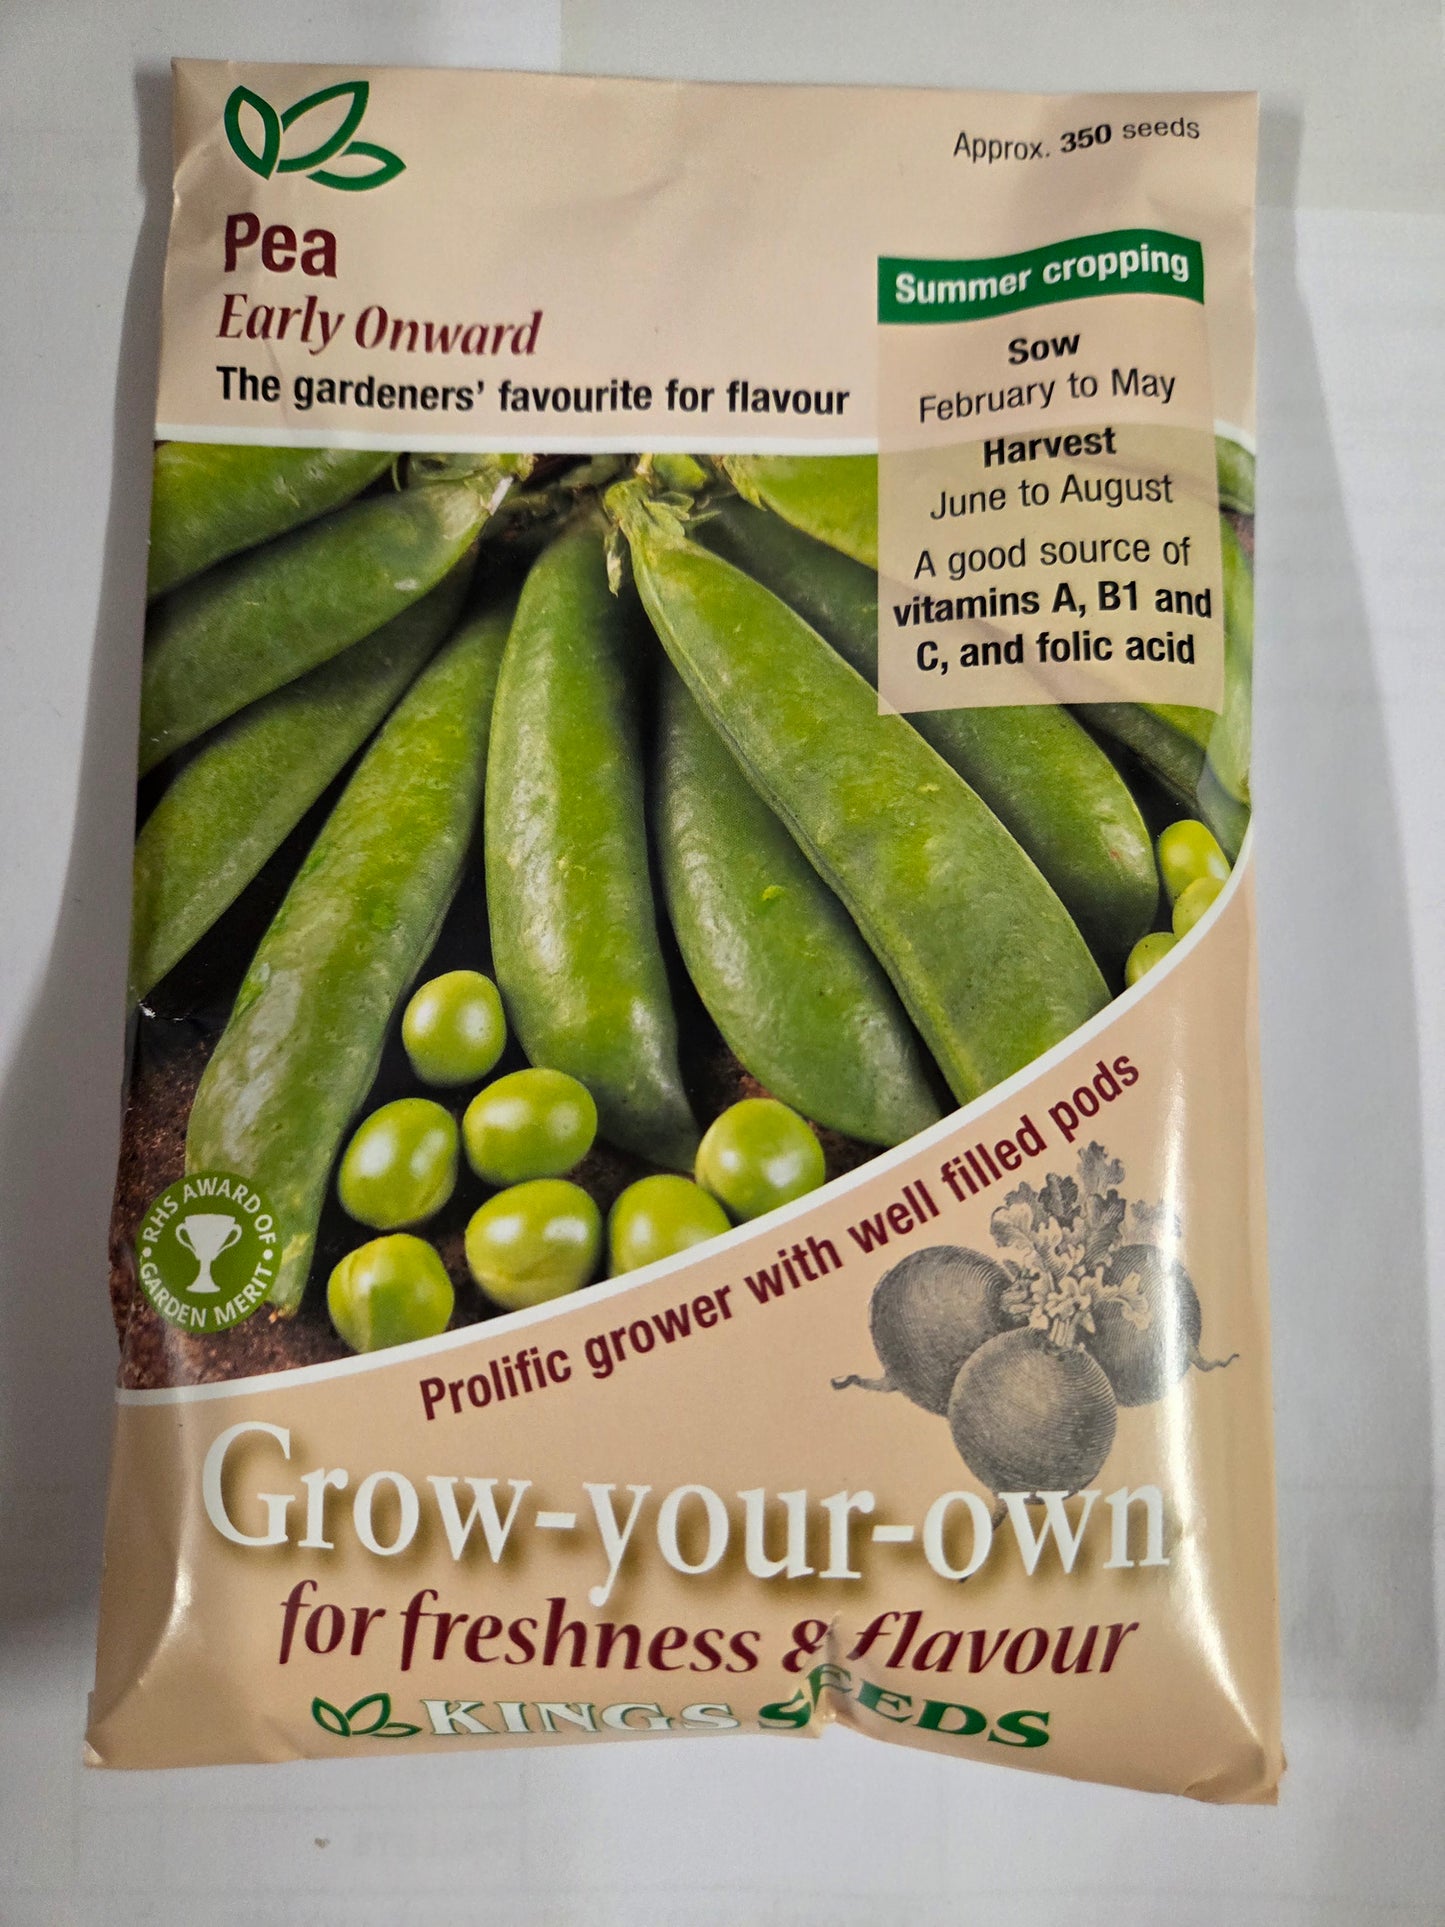 Approx. 350 seeds
Pea
Early Onward
The gardeners' favourite for flavour
Summer cropping
Sow
February to May
Harvest
June to August
A good source of
vitamins A, B1 and
C, and folic acid
RHS AWARD OF
GARDEN MERIT
Prolific grower with well filled pods
Grow-your-own
for freshness & flavour
KINGS SEEDS